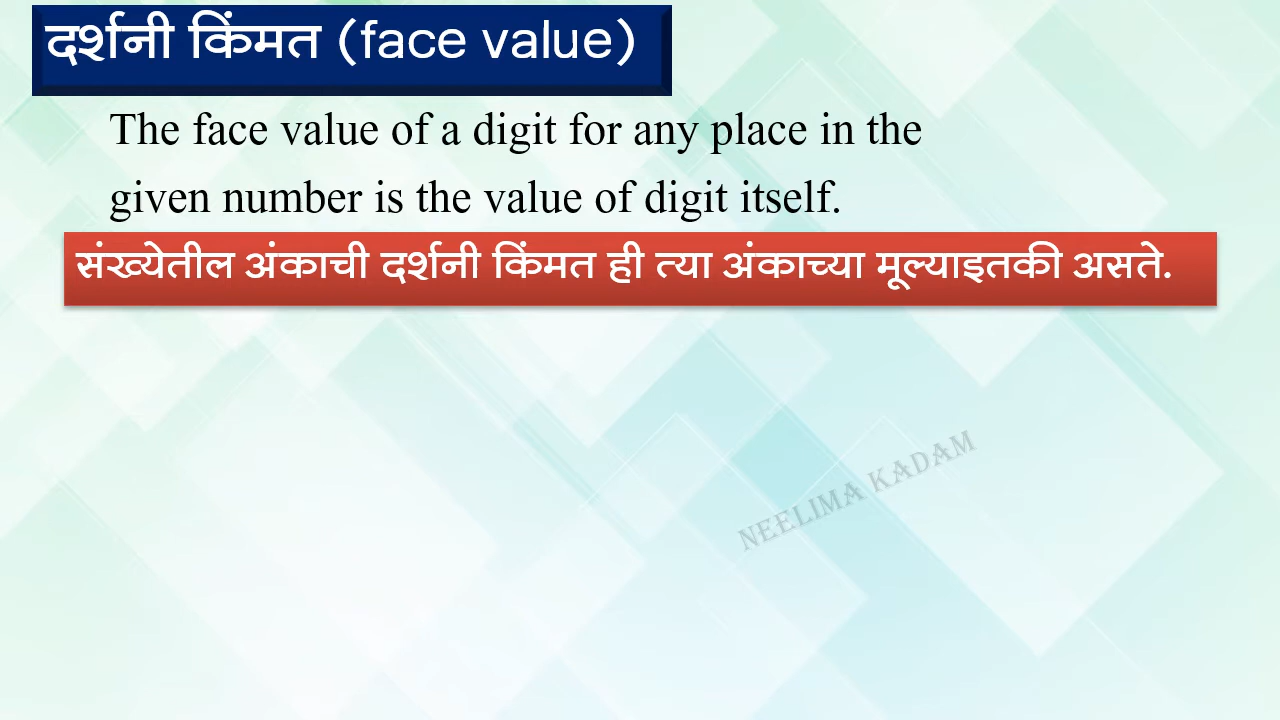 दर्शनी किंमत (face value)
The face value of a digit for any place in the
given number is the value of digit itself.
संख्येतील अंकाची दर्शनी किंमत ही त्या अंकाच्या मूल्याइतकी असते.
NEELIMA KADAM